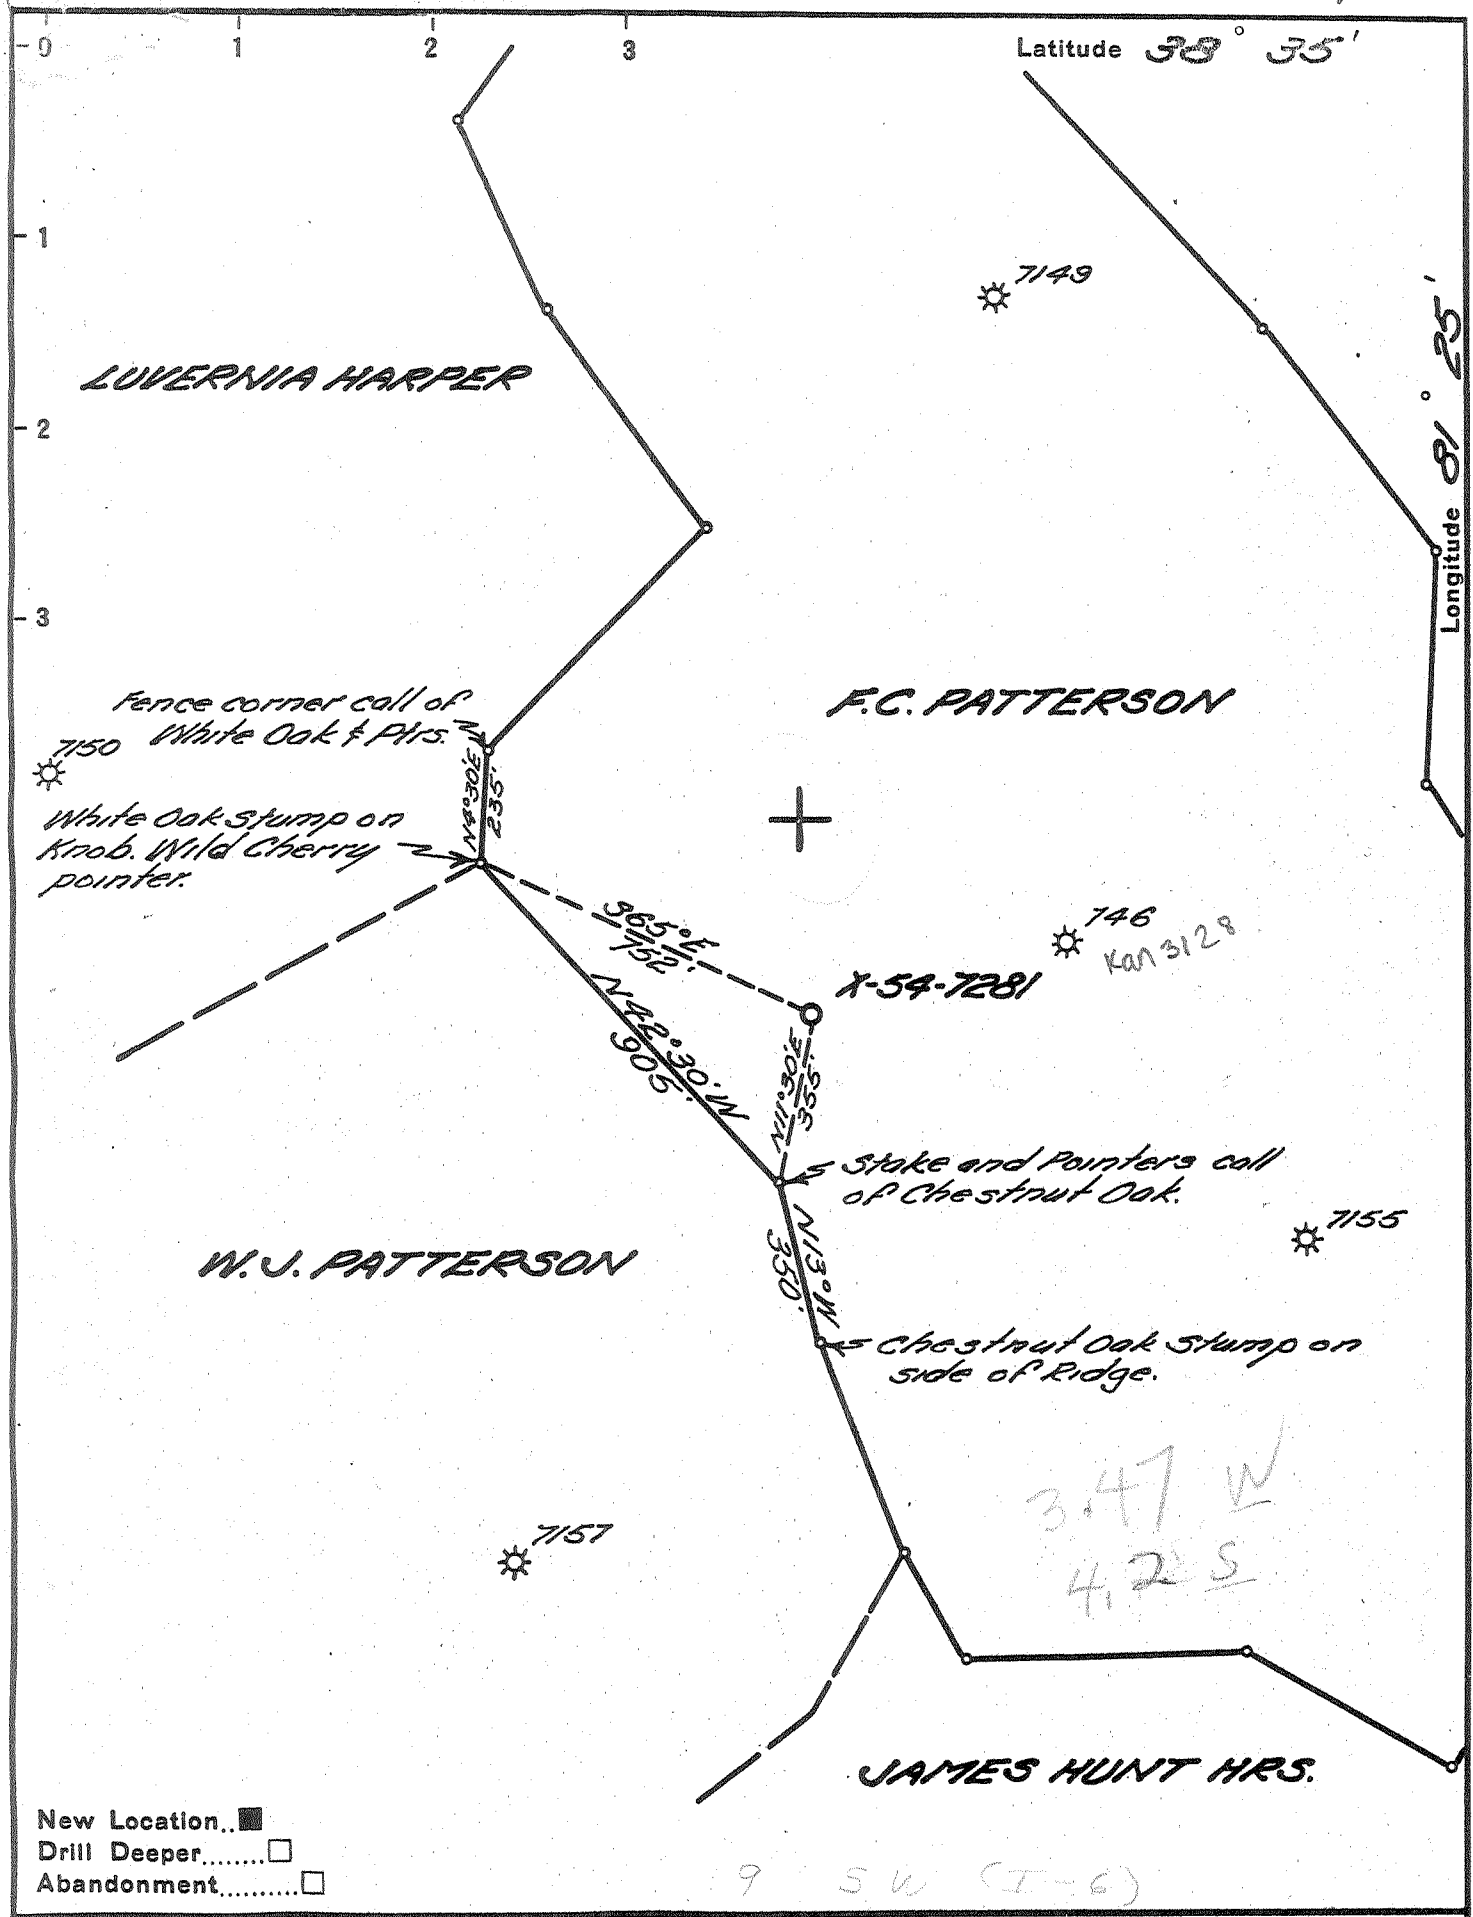 0 1 2 3
Latitude 38° 35'
1
7149
Longitude 81° 25'
LUVERNIA HARPER
2
3
Fence corner call of
White Oak & Ptrs.
F.C. PATTERSON
7150
N4°30'E
235'
White Oak Stump on
Knob. Wild Cherry
pointer.
S65°E
752'
746
Kan 3128
X-54-7281
N42°30'W
905'
N11°30'E
355'
Stake and Pointers call
of Chestnut Oak.
7155
N13°W
350'
W.J. PATTERSON
Chestnut Oak Stump on
side of Ridge.
3.47 W
4.2 S
7157
JAMES HUNT HRS.
New Location..■
Drill Deeper........□
Abandonment..........□
9 SW (I-6)